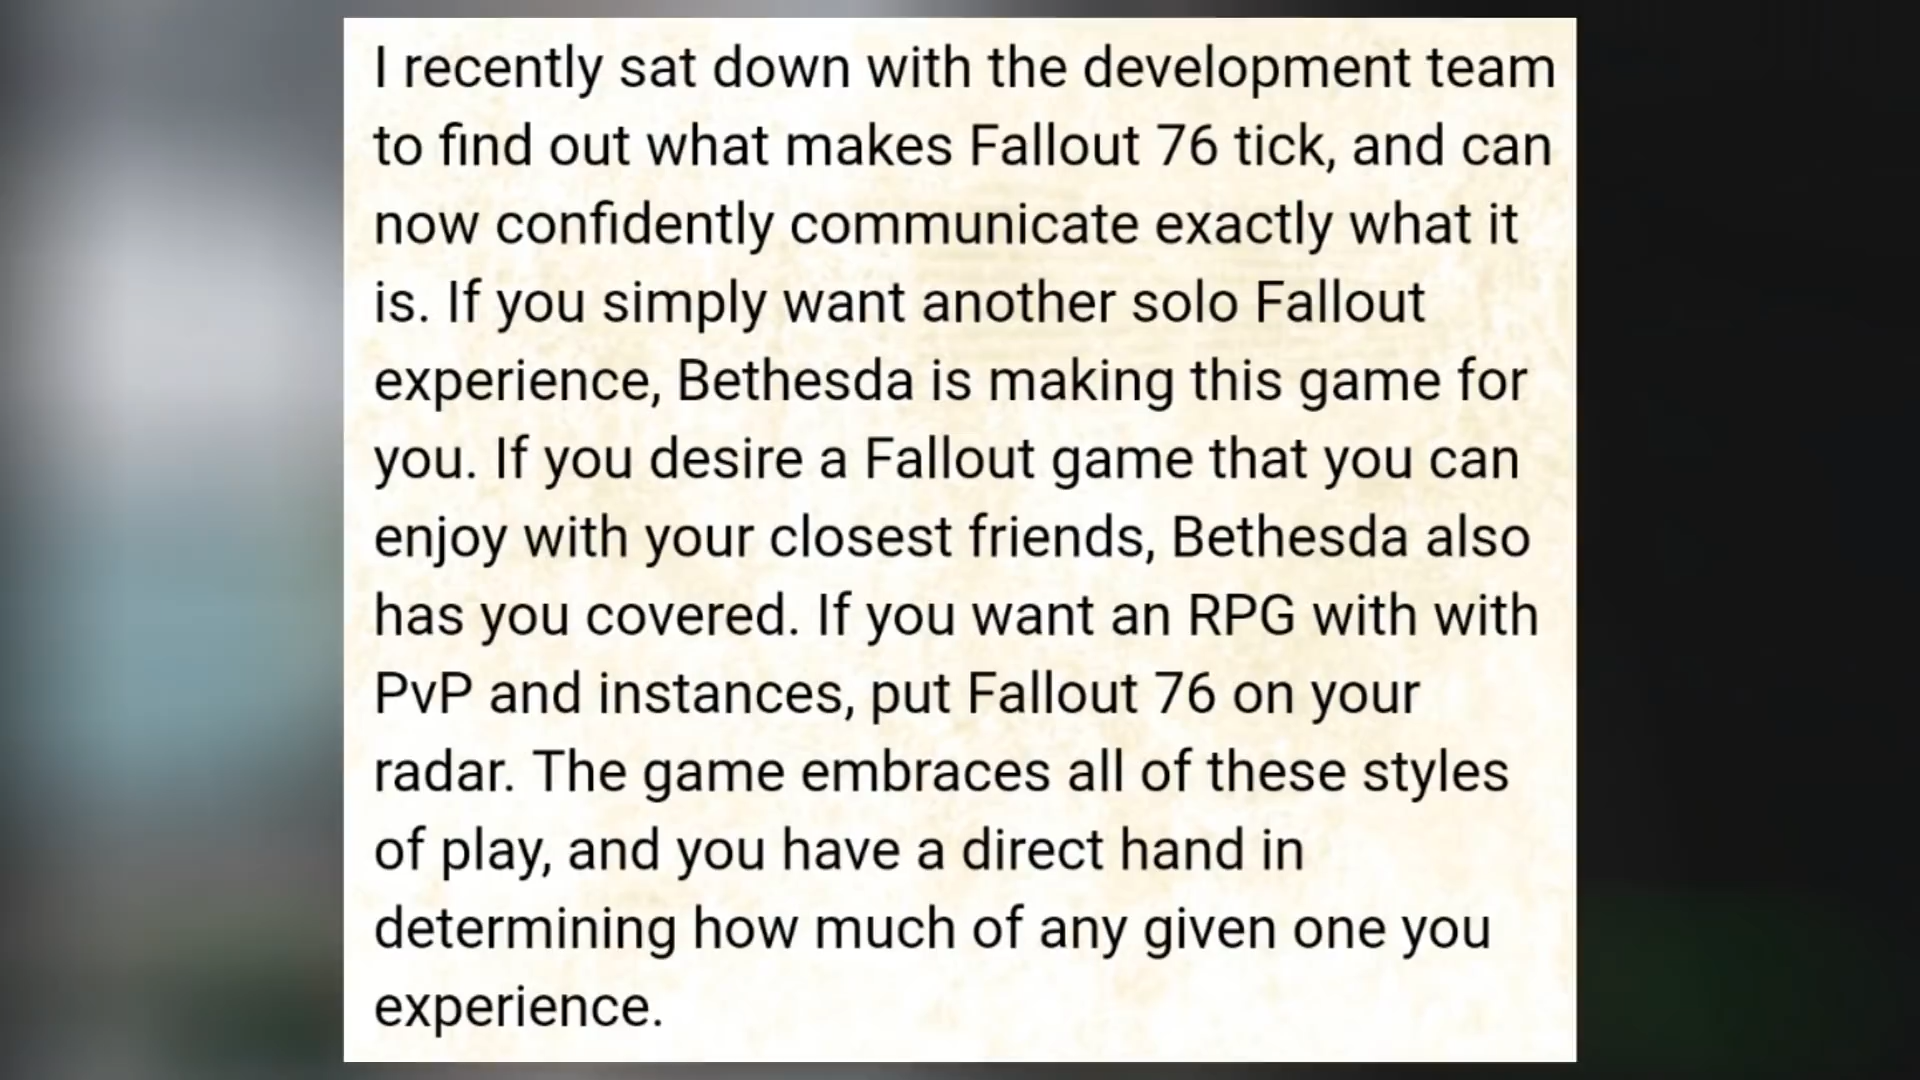 I recently sat down with the development team
to find out what makes Fallout 76 tick, and can
now confidently communicate exactly what it
is. If you simply want another solo Fallout
experience, Bethesda is making this game for
you. If you desire a Fallout game that you can
enjoy with your closest friends, Bethesda also
has you covered. If you want an RPG with with
PvP and instances, put Fallout 76 on your
radar. The game embraces all of these styles
of play, and you have a direct hand in
determining how much of any given one you
experience.